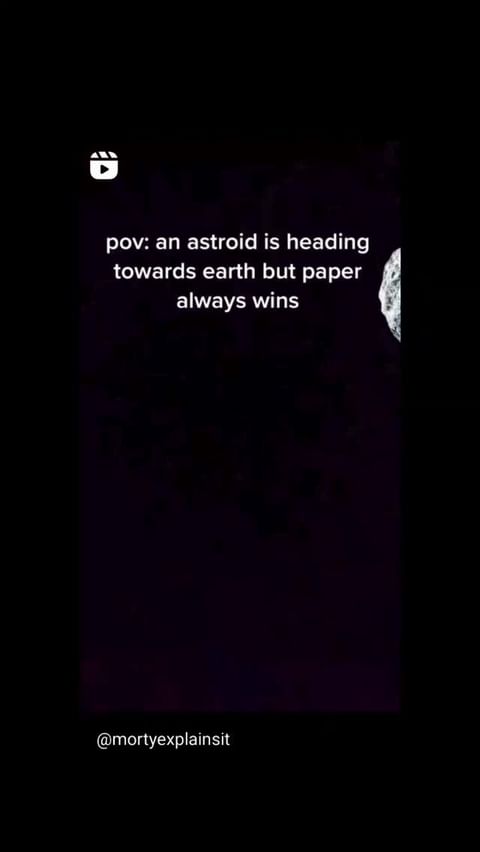 pov: an astroid is heading
towards earth but paper
always wins
@mortyexplainsit